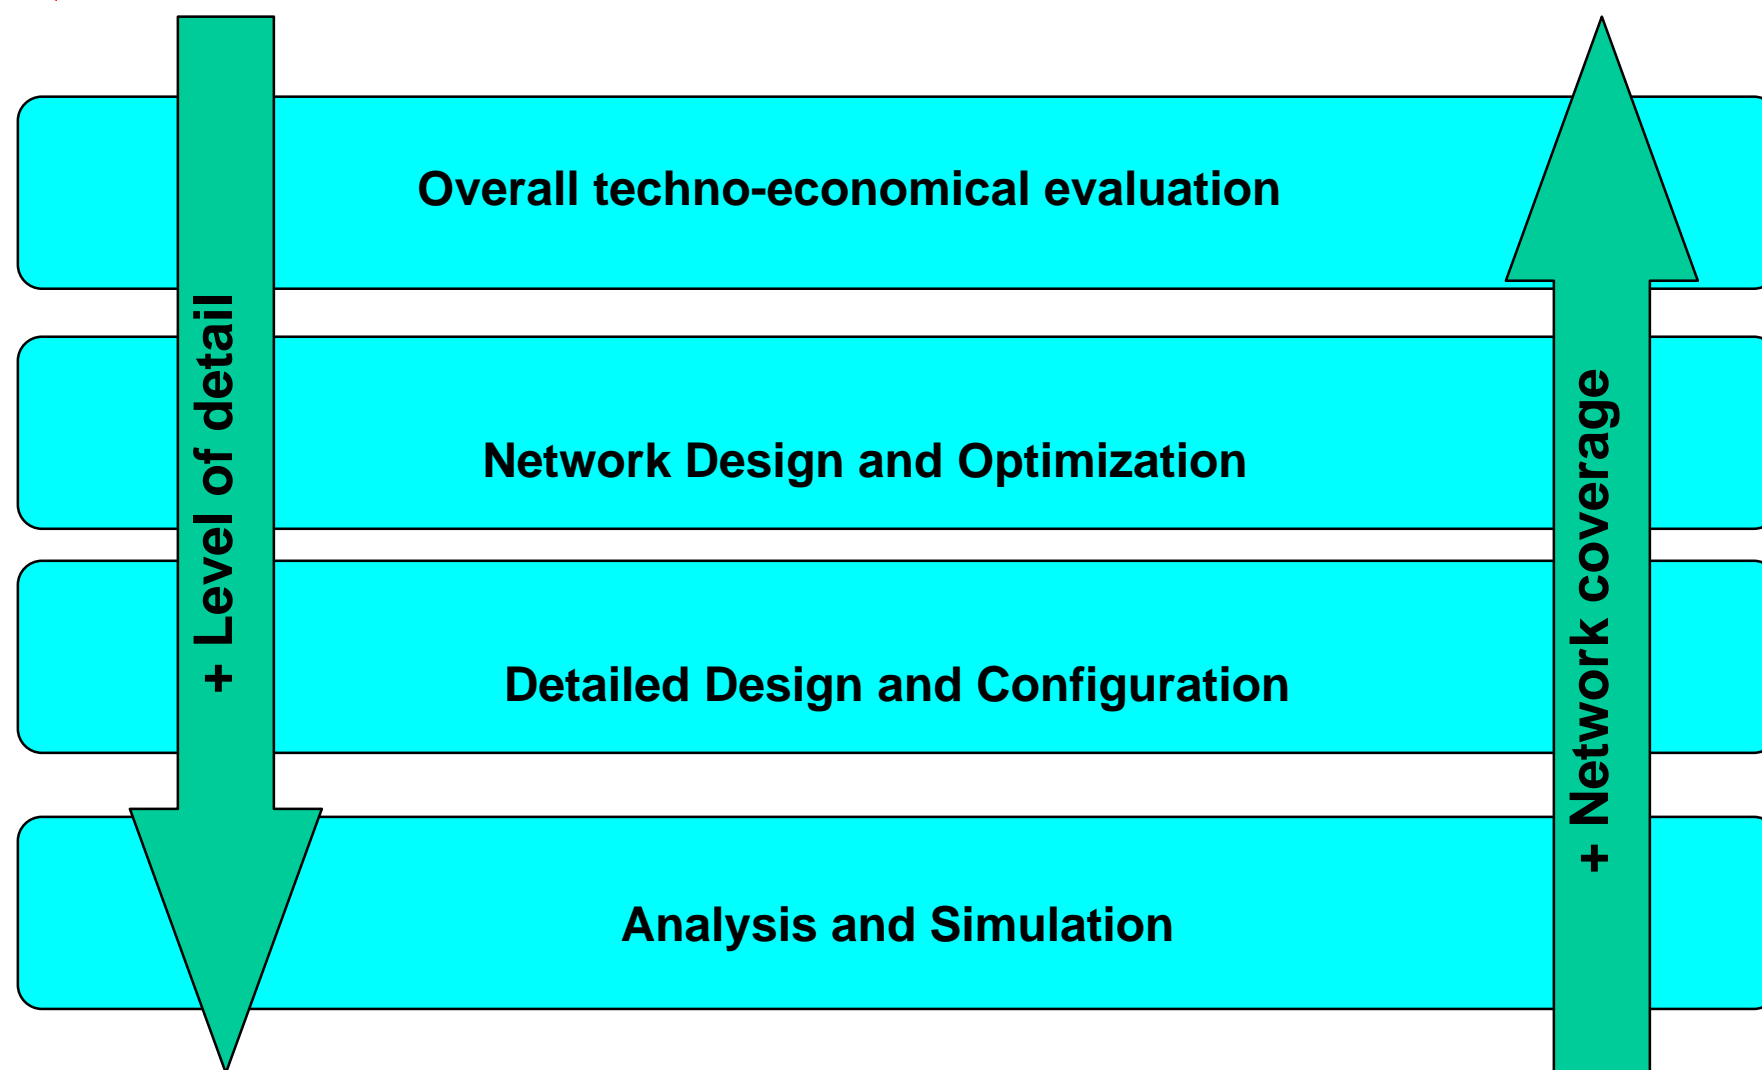 Overall techno-economical evaluation
+ Level of detail
Network Design and Optimization
+ Network coverage
Detailed Design and Configuration
Analysis and Simulation